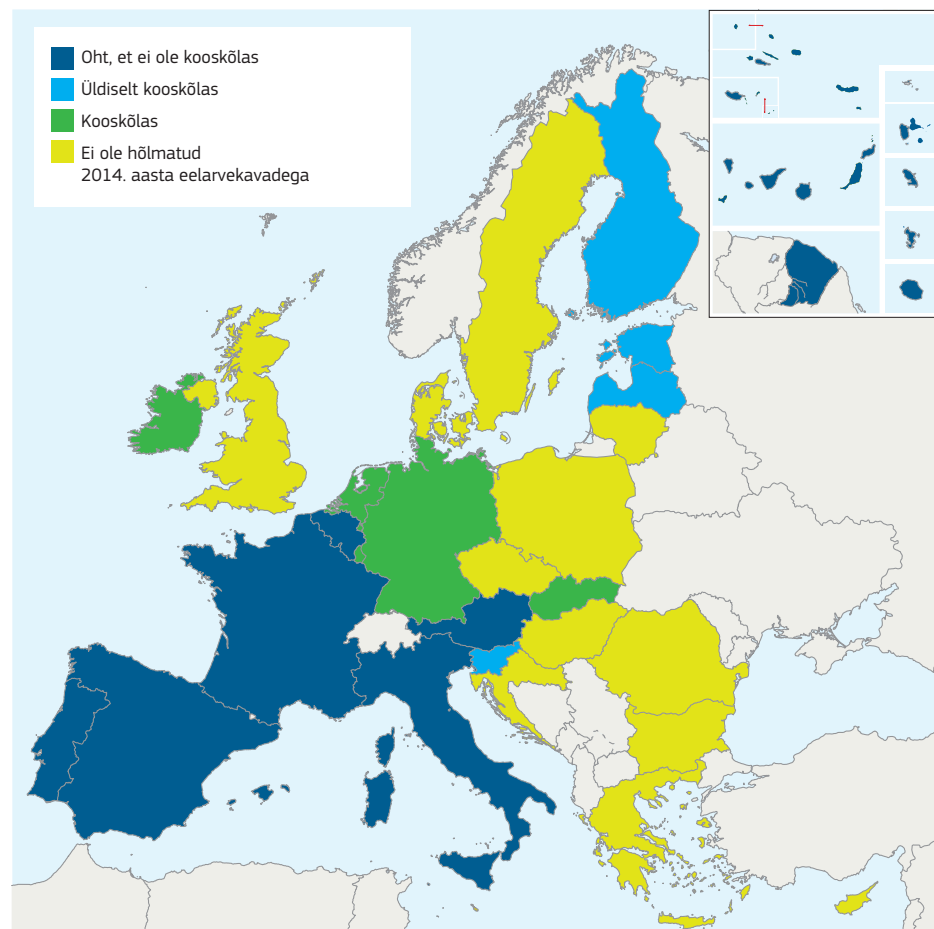 Oht, et ei ole kooskõlas
Üldiselt kooskõlas
Kooskõlas
Ei ole hõlmatud
2014. aasta eelarvekavadega